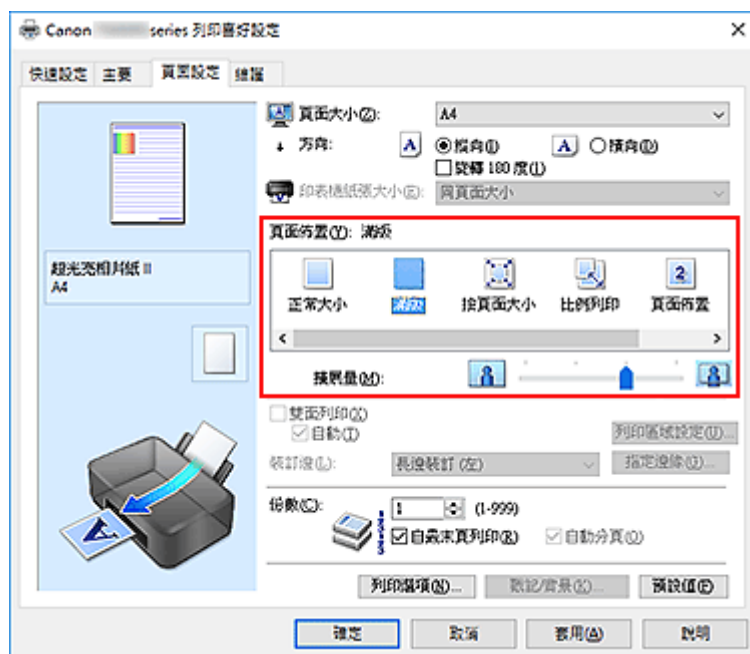 Canon series 列印喜好設定
快速設定 主要 頁面設定 維護
頁面大小(Z): A4
方向: A 縱向(I) A 橫向(D)
旋轉 180 度(J)
印表機紙張大小(E): 同頁面大小
頁面佈置(Y): 滿版
正常大小 滿版 按頁面大小 比例列印 頁面佈置
擴展量(M):
超光亮相片紙 II
A4
雙面列印(X)
自動(T) 列印區域設定(U)...
裝訂邊(L): 長邊裝訂 (左) 指定邊條(G)...
份數(C): 1 (1-999)
自最末頁列印(R) 自動分頁(O)
列印選項(N)... 戳記/背景(K)... 預設值(F)
確定 取消 套用(A) 說明